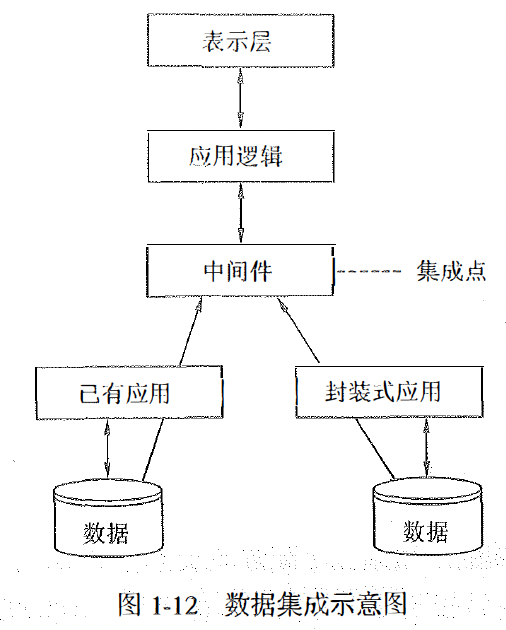 表示层
应用逻辑
中间件
集成点
已有应用
封装式应用
数据
数据
图 1-12 数据集成示意图